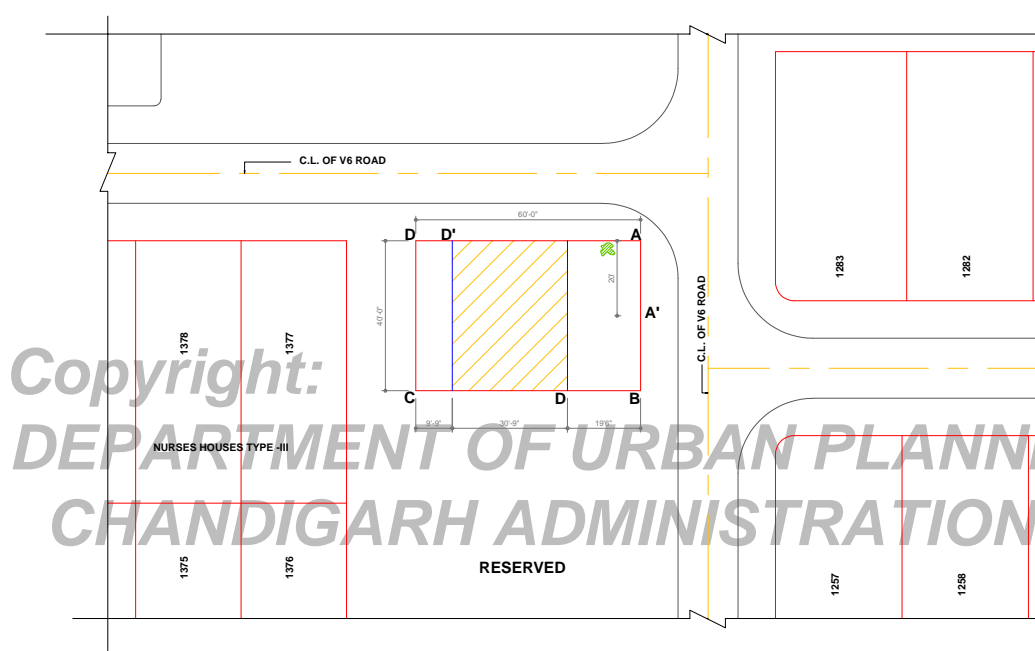 C.L. OF V6 ROAD
60'-0"
D
D'
A
20'
A'
40'-0"
C.L. OF V6 ROAD
1283
1282
1378
1377
C
D
B
9'-9"
30'-9"
19'6"
Copyright:
NURSES HOUSES TYPE -III
DEPARTMENT OF URBAN PLANNI
CHANDIGARH ADMINISTRATION
1375
1376
RESERVED
1257
1258